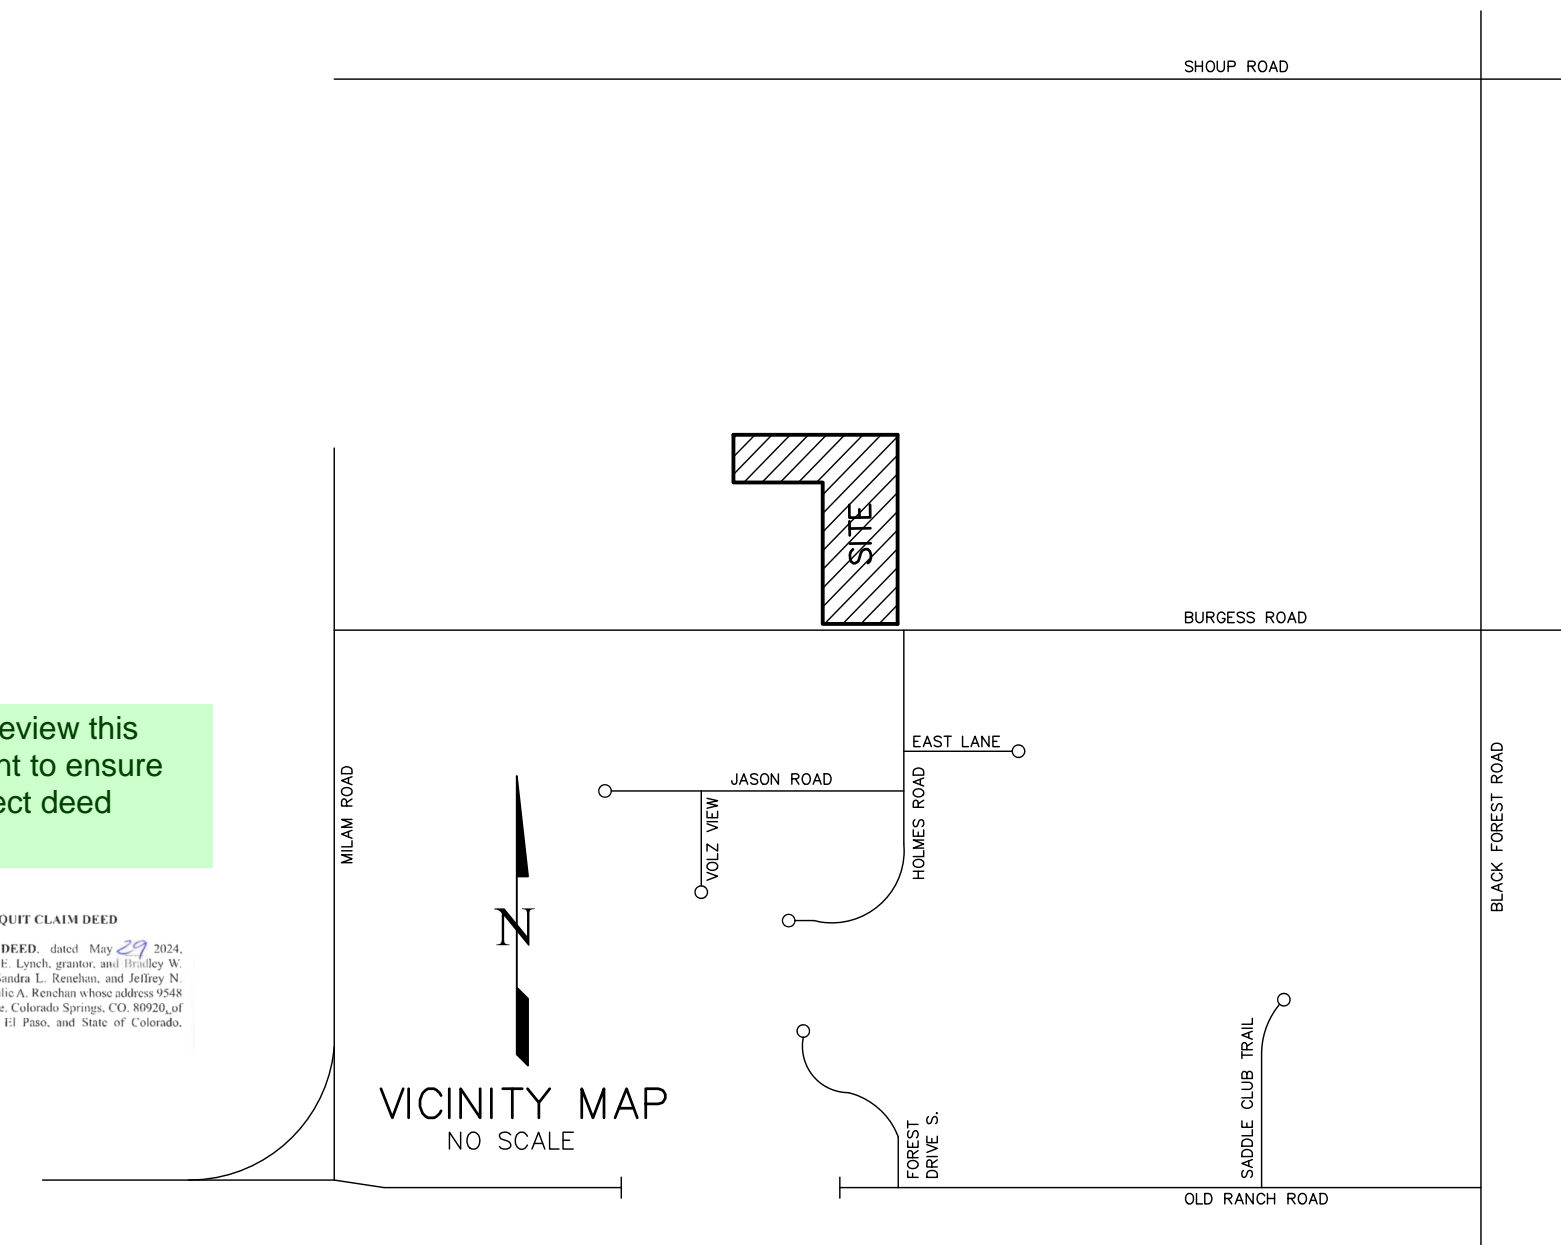 SHOUP ROAD
SITE
BURGESS ROAD
eview this
nt to ensure
ect deed
MILAM ROAD
EAST LANE
JASON ROAD
VOLZ VIEW
HOLMES ROAD
BLACK FOREST ROAD
QUIT CLAIM DEED
DEED, dated May 29 2024,
E. Lynch, grantor, and Bradley W.
Sandra L. Renehan, and Jeffrey N.
lie A. Renehan whose address 9548
e. Colorado Springs, CO. 80920, of
El Paso, and State of Colorado.
N
VICINITY MAP
NO SCALE
FOREST
DRIVE S.
SADDLE CLUB TRAIL
OLD RANCH ROAD